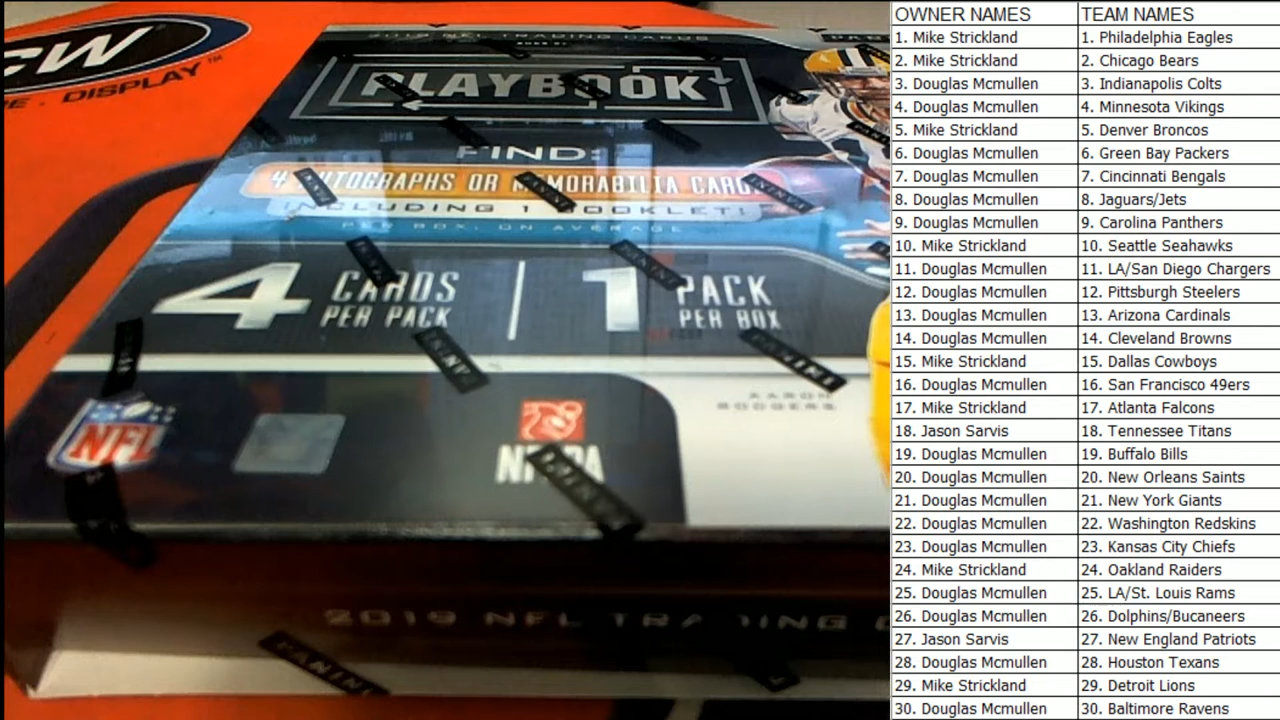 CW
E • DISPLAY™
2019 NFL TRADING CARDS
PLAYBOOK
FIND:
4 AUTOGRAPHS OR MEMORABILIA CARDS
INCLUDING 1 BOOKLET!
PER BOX, ON AVERAGE
4 CARDS PER PACK
1 PACK PER BOX
AARON RODGERS
NFL
NFLPA
PANINI
2019 NFL TRADING
PANINI
OWNER NAMES TEAM NAMES
1. Mike Strickland 1. Philadelphia Eagles
2. Mike Strickland 2. Chicago Bears
3. Douglas Mcmullen 3. Indianapolis Colts
4. Douglas Mcmullen 4. Minnesota Vikings
5. Mike Strickland 5. Denver Broncos
6. Douglas Mcmullen 6. Green Bay Packers
7. Douglas Mcmullen 7. Cincinnati Bengals
8. Douglas Mcmullen 8. Jaguars/Jets
9. Douglas Mcmullen 9. Carolina Panthers
10. Mike Strickland 10. Seattle Seahawks
11. Douglas Mcmullen 11. LA/San Diego Chargers
12. Douglas Mcmullen 12. Pittsburgh Steelers
13. Douglas Mcmullen 13. Arizona Cardinals
14. Douglas Mcmullen 14. Cleveland Browns
15. Mike Strickland 15. Dallas Cowboys
16. Douglas Mcmullen 16. San Francisco 49ers
17. Mike Strickland 17. Atlanta Falcons
18. Jason Sarvis 18. Tennessee Titans
19. Douglas Mcmullen 19. Buffalo Bills
20. Douglas Mcmullen 20. New Orleans Saints
21. Douglas Mcmullen 21. New York Giants
22. Douglas Mcmullen 22. Washington Redskins
23. Douglas Mcmullen 23. Kansas City Chiefs
24. Mike Strickland 24. Oakland Raiders
25. Douglas Mcmullen 25. LA/St. Louis Rams
26. Douglas Mcmullen 26. Dolphins/Bucaneers
27. Jason Sarvis 27. New England Patriots
28. Douglas Mcmullen 28. Houston Texans
29. Mike Strickland 29. Detroit Lions
30. Douglas Mcmullen 30. Baltimore Ravens